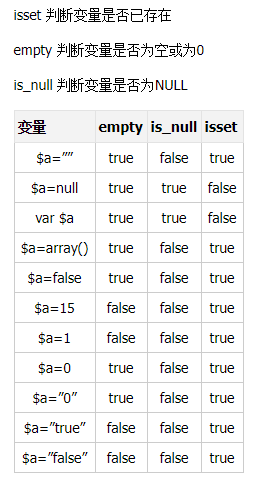 isset 判断变量是否已存在
empty 判断变量是否为空或为0
is_null 判断变量是否为NULL
变量 empty is_null isset
$a=”” true false true
$a=null true true false
var $a true true false
$a=array() true false true
$a=false true false true
$a=15 false false true
$a=1 false false true
$a=0 true false true
$a=”0” true false true
$a=”true” false false true
$a=”false” false false true